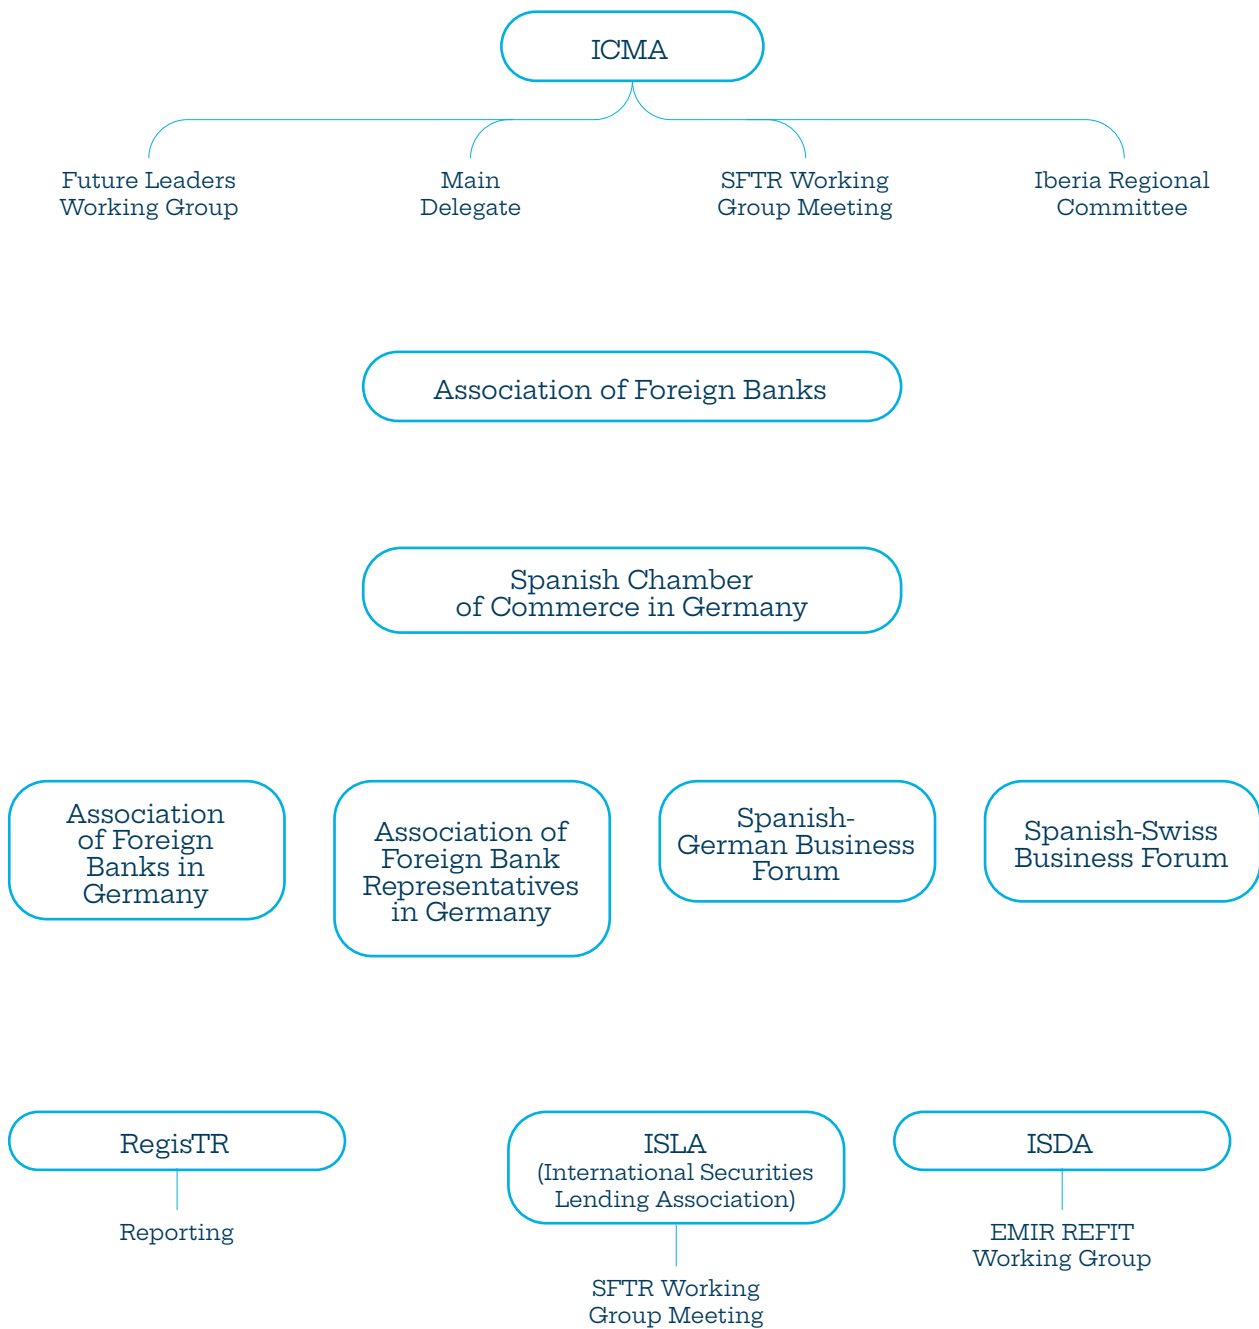 ICMA
Future Leaders
Working Group
Main
Delegate
SFTR Working
Group Meeting
Iberia Regional
Committee
Association of Foreign Banks
Spanish Chamber
of Commerce in Germany
Association
of Foreign
Banks in
Germany
Association of
Foreign Bank
Representatives
in Germany
Spanish-
German Business
Forum
Spanish-Swiss
Business Forum
RegisTR
Reporting
ISLA
(International Securities
Lending Association)
SFTR Working
Group Meeting
ISDA
EMIR REFIT
Working Group